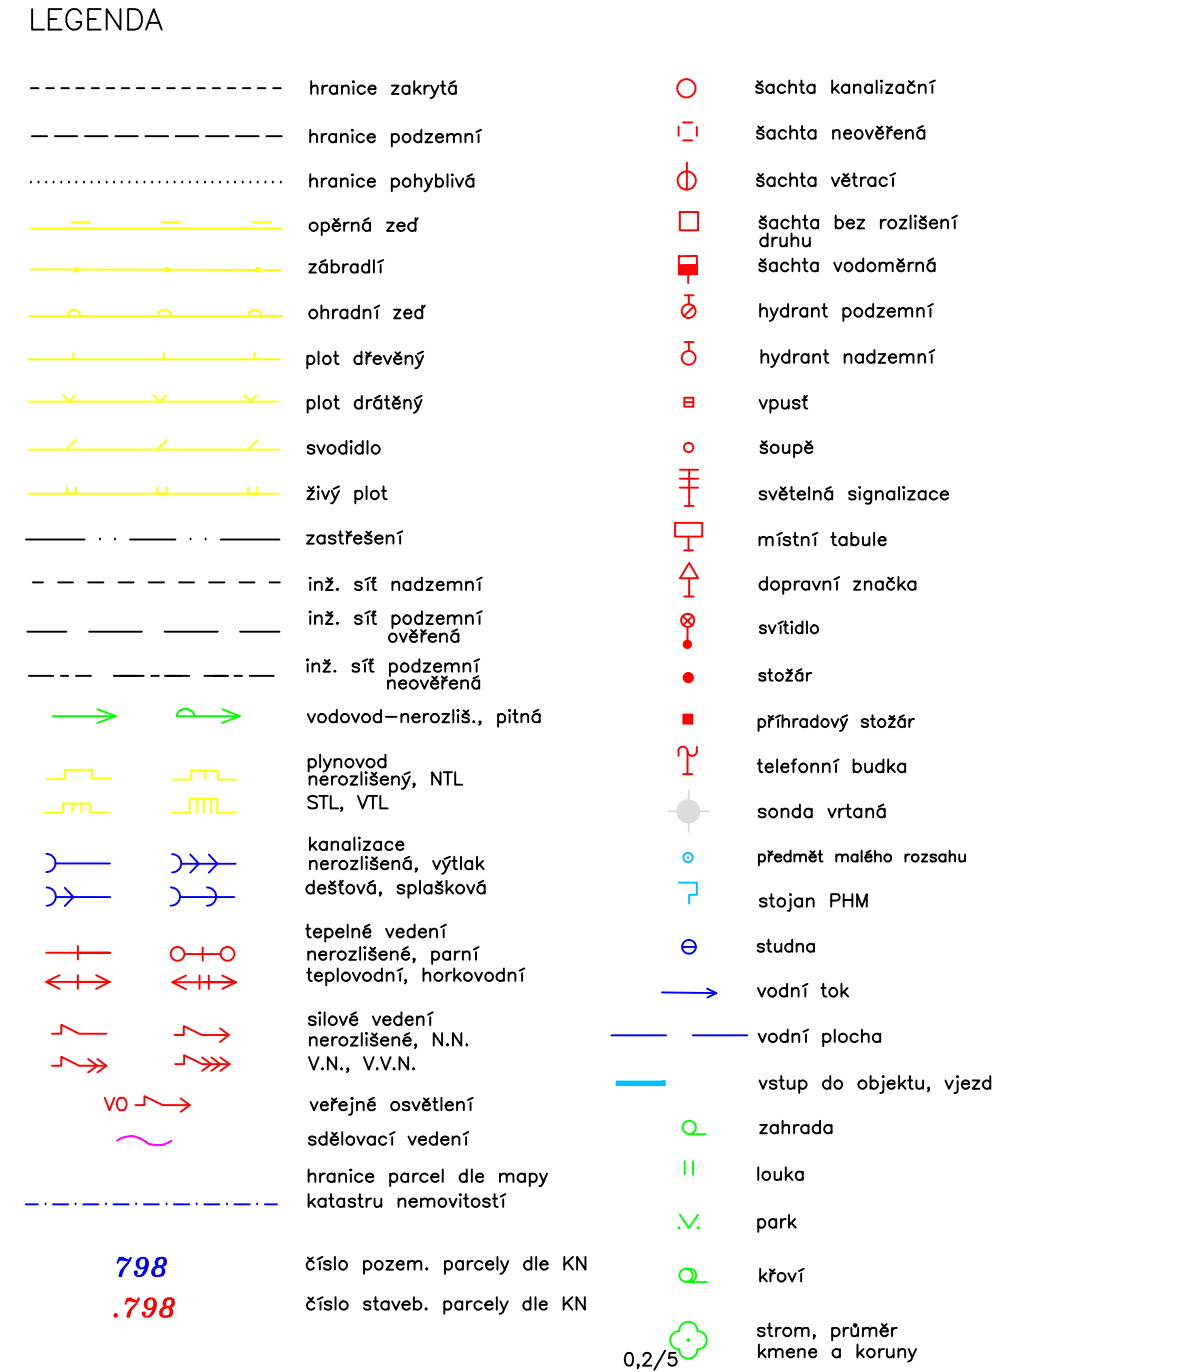 LEGENDA
hranice zakrytá
hranice podzemní
hranice pohyblivá
opěrná zeď
zábradlí
ohradní zeď
plot dřevěný
plot drátěný
svodidlo
živý plot
zastřešení
inž. síť nadzemní
inž. síť podzemní
ověřená
inž. síť podzemní
neověřená
vodovod–nerozliš., pitná
plynovod
nerozlišený, NTL
STL, VTL
kanalizace
nerozlišená, výtlak
dešťová, splašková
tepelné vedení
nerozlišené, parní
teplovodní, horkovodní
silové vedení
nerozlišené, N.N.
V.N., V.V.N.
VO veřejné osvětlení
sdělovací vedení
hranice parcel dle mapy
katastru nemovitostí
798 číslo pozem. parcely dle KN
.798 číslo staveb. parcely dle KN
šachta kanalizační
šachta neověřená
šachta větrací
šachta bez rozlišení
druhu
šachta vodoměrná
hydrant podzemní
hydrant nadzemní
vpusť
šoupě
světelná signalizace
místní tabule
dopravní značka
svítidlo
stožár
příhradový stožár
telefonní budka
sonda vrtaná
předmět malého rozsahu
stojan PHM
studna
vodní tok
vodní plocha
vstup do objektu, vjezd
zahrada
louka
park
křoví
strom, průměr
kmene a koruny
0,2/5